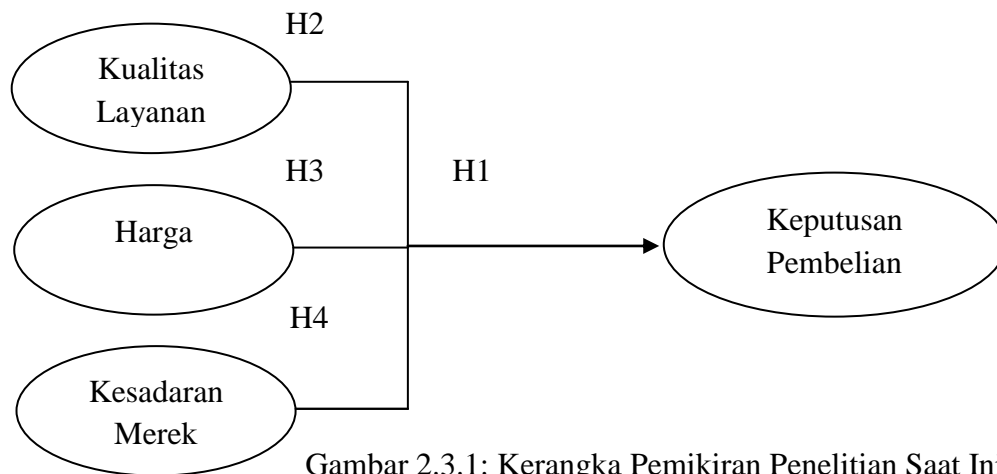 H2
Kualitas
Layanan
H3
H1
Harga
Keputusan
Pembelian
H4
Kesadaran
Merek
Gambar 2.3.1: Kerangka Pemikiran Penelitian Saat